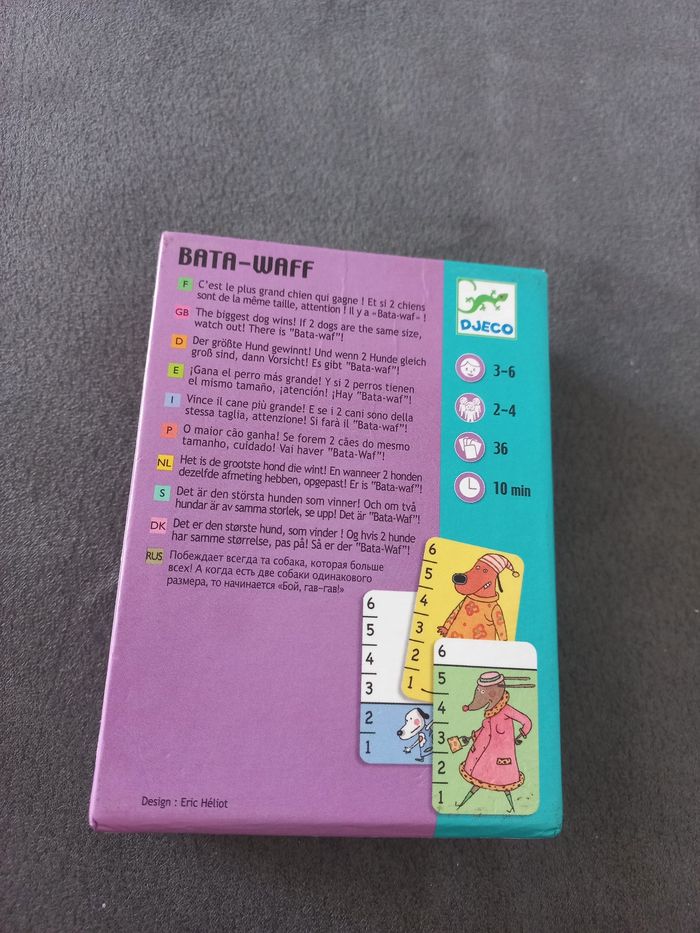 BATA-WAFF
F C'est le plus grand chien qui gagne ! Et si 2 chiens
sont de la même taille, attention ! Il y a «Bata-waf» !
GB The biggest dog wins! If 2 dogs are the same size,
watch out! There is "Bata-waf"!
D Der größte Hund gewinnt! Und wenn 2 Hunde gleich
groß sind, dann Vorsicht! Es gibt "Bata-waf"!
E ¡Gana el perro más grande! Y si 2 perros tienen
el mismo tamaño, ¡atención! ¡Hay "Bata-waf"!
I Vince il cane più grande! E se i 2 cani sono della
stessa taglia, attenzione! Si farà il "Bata-waf"!
P O maior cão ganha! Se forem 2 cães do mesmo
tamanho, cuidado! Vai haver "Bata-Waf"!
NL Het is de grootste hond die wint! En wanneer 2 honden
dezelfde afmeting hebben, opgepast! Er is "Bata-waf"!
S Det är den största hunden som vinner! Och om två
hundar är av samma storlek, se upp! Det är "Bata-Waf"!
DK Det er den største hund, som vinder ! Og hvis 2 hunde
har samme størrelse, pas på! Så er der "Bata-Waf"!
RUS Побеждает всегда та собака, которая больше
всех! А когда есть две собаки одинакового
размера, то начинается «Бой, гав-гав!»
Design : Eric Héliot
DJECO
3-6
2-4
36
10 min
6
5
4
3
2
1
6
5
4
3
2
1
6
5
4
3
2
1